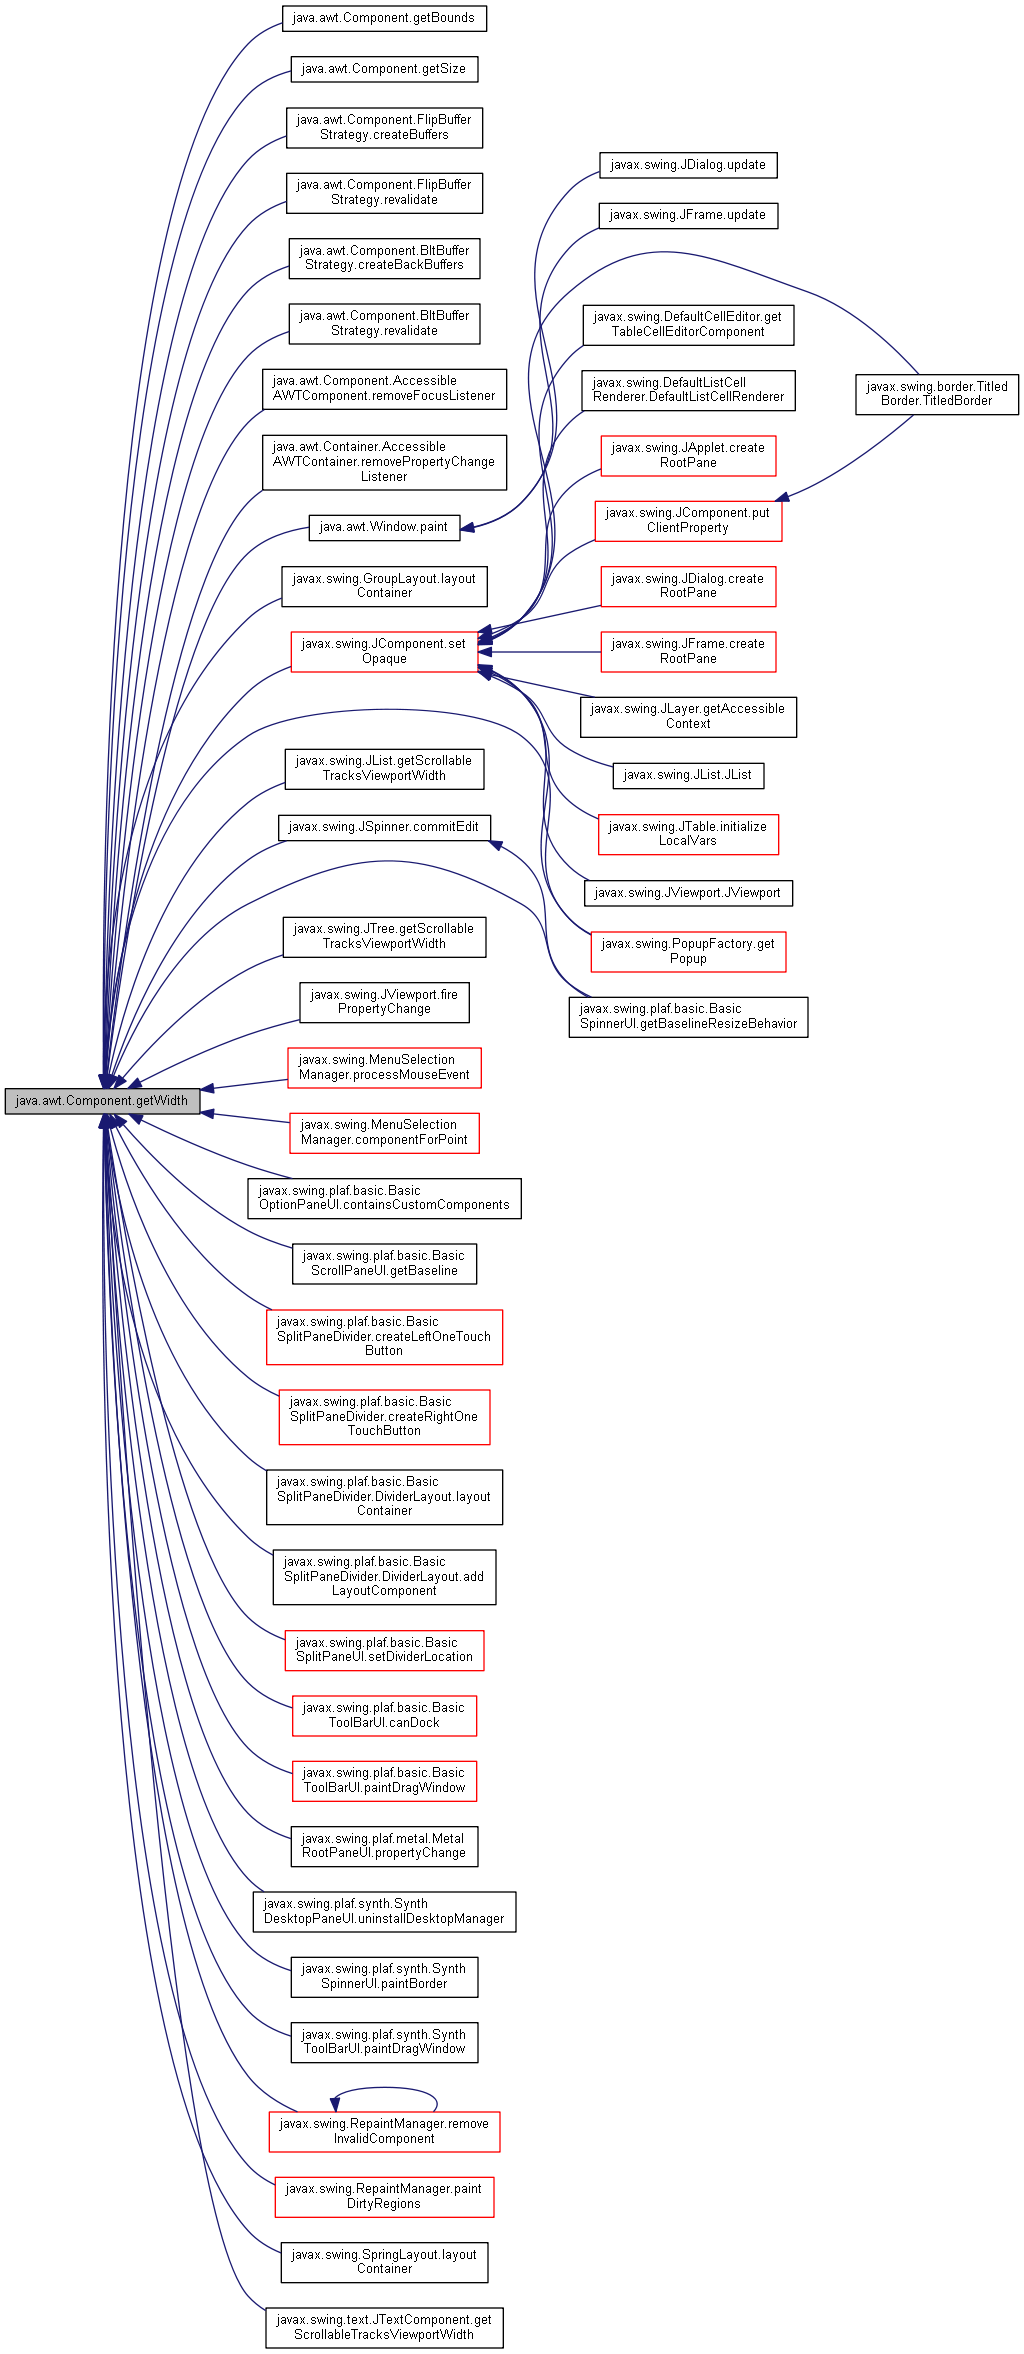 java.awt.Component.getBounds
java.awt.Component.getSize
java.awt.Component.FlipBuffer
Strategy.createBuffers
java.awt.Component.FlipBuffer
Strategy.revalidate
java.awt.Component.BltBuffer
Strategy.createBackBuffers
java.awt.Component.BltBuffer
Strategy.revalidate
java.awt.Component.Accessible
AWTComponent.removeFocusListener
java.awt.Container.Accessible
AWTContainer.removePropertyChange
Listener
java.awt.Window.paint
javax.swing.GroupLayout.layout
Container
javax.swing.JComponent.set
Opaque
javax.swing.JList.getScrollable
TracksViewportWidth
javax.swing.JSpinner.commitEdit
javax.swing.JTree.getScrollable
TracksViewportWidth
javax.swing.JViewport.fire
PropertyChange
javax.swing.MenuSelection
Manager.processMouseEvent
java.awt.Component.getWidth
javax.swing.MenuSelection
Manager.componentForPoint
javax.swing.plaf.basic.Basic
OptionPaneUI.containsCustomComponents
javax.swing.plaf.basic.Basic
ScrollPaneUI.getBaseline
javax.swing.plaf.basic.Basic
SplitPaneDivider.createLeftOneTouch
Button
javax.swing.plaf.basic.Basic
SplitPaneDivider.createRightOne
TouchButton
javax.swing.plaf.basic.Basic
SplitPaneDivider.DividerLayout.layout
Container
javax.swing.plaf.basic.Basic
SplitPaneDivider.DividerLayout.add
LayoutComponent
javax.swing.plaf.basic.Basic
SplitPaneUI.setDividerLocation
javax.swing.plaf.basic.Basic
ToolBarUI.canDock
javax.swing.plaf.basic.Basic
ToolBarUI.paintDragWindow
javax.swing.plaf.metal.Metal
RootPaneUI.propertyChange
javax.swing.plaf.synth.Synth
DesktopPaneUI.uninstallDesktopManager
javax.swing.plaf.synth.Synth
SpinnerUI.paintBorder
javax.swing.plaf.synth.Synth
ToolBarUI.paintDragWindow
javax.swing.RepaintManager.remove
InvalidComponent
javax.swing.RepaintManager.paint
DirtyRegions
javax.swing.SpringLayout.layout
Container
javax.swing.text.JTextComponent.get
ScrollableTracksViewportWidth
javax.swing.JDialog.update
javax.swing.JFrame.update
javax.swing.DefaultCellEditor.get
TableCellEditorComponent
javax.swing.DefaultListCell
Renderer.DefaultListCellRenderer
javax.swing.JApplet.create
RootPane
javax.swing.JComponent.put
ClientProperty
javax.swing.JDialog.create
RootPane
javax.swing.JFrame.create
RootPane
javax.swing.JLayer.getAccessible
Context
javax.swing.JList.JList
javax.swing.JTable.initialize
LocalVars
javax.swing.JViewport.JViewport
javax.swing.PopupFactory.get
Popup
javax.swing.plaf.basic.Basic
SpinnerUI.getBaselineResizeBehavior
javax.swing.border.Titled
Border.TitledBorder